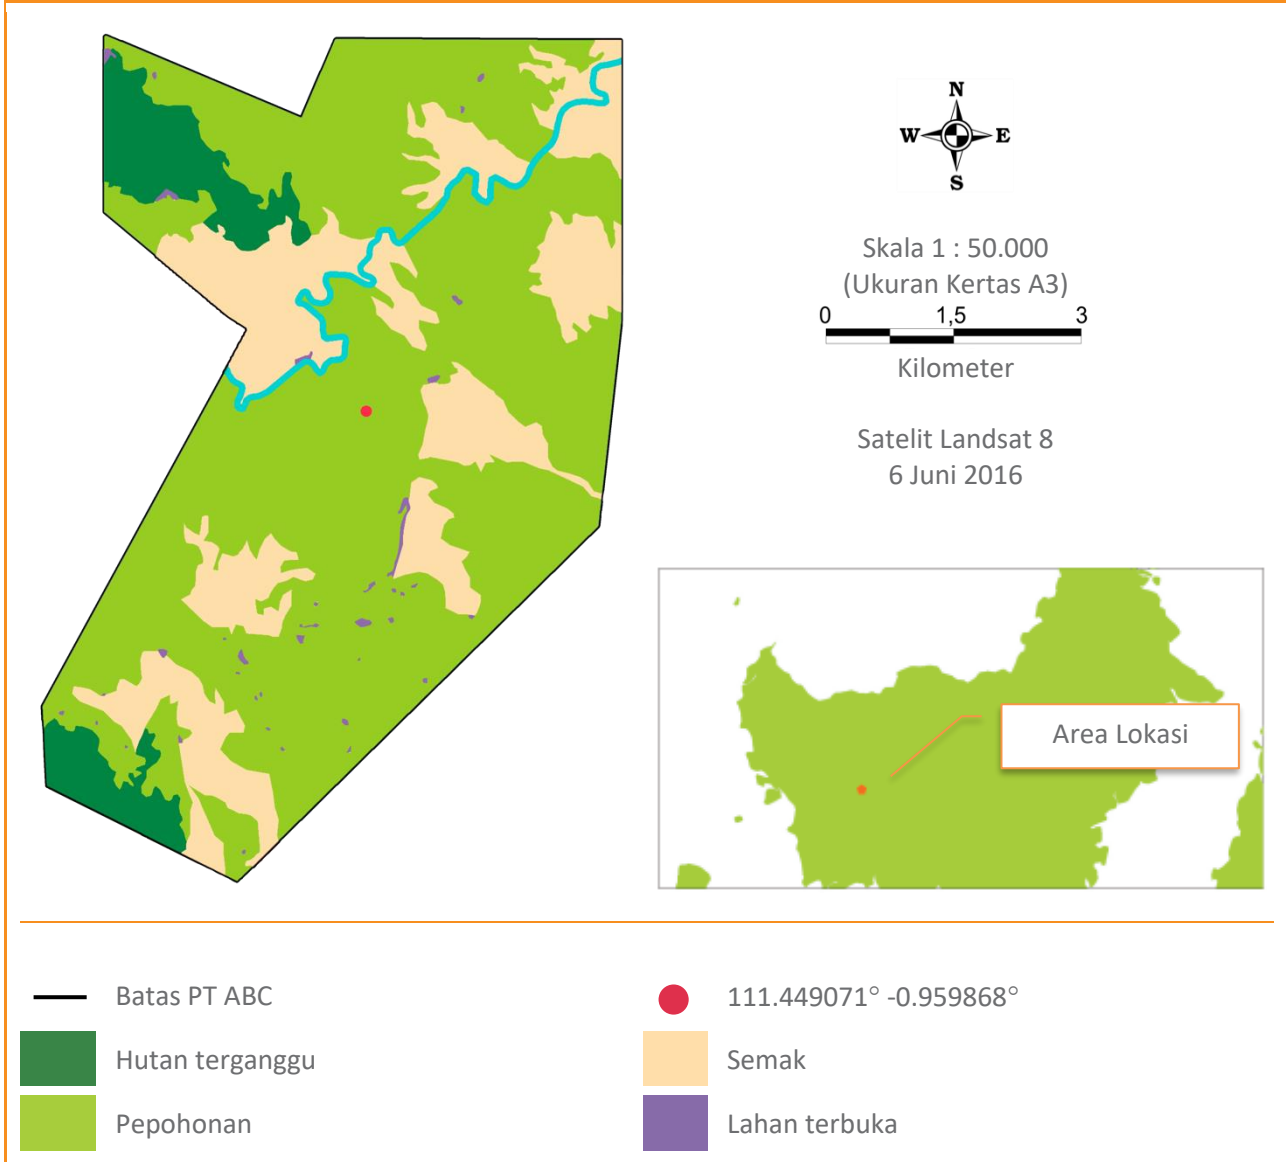 N
W E
S
Skala 1 : 50.000
(Ukuran Kertas A3)
0 1,5 3
Kilometer
Satelit Landsat 8
6 Juni 2016
Area Lokasi
Batas PT ABC
111.449071° -0.959868°
Hutan terganggu
Semak
Pepohonan
Lahan terbuka